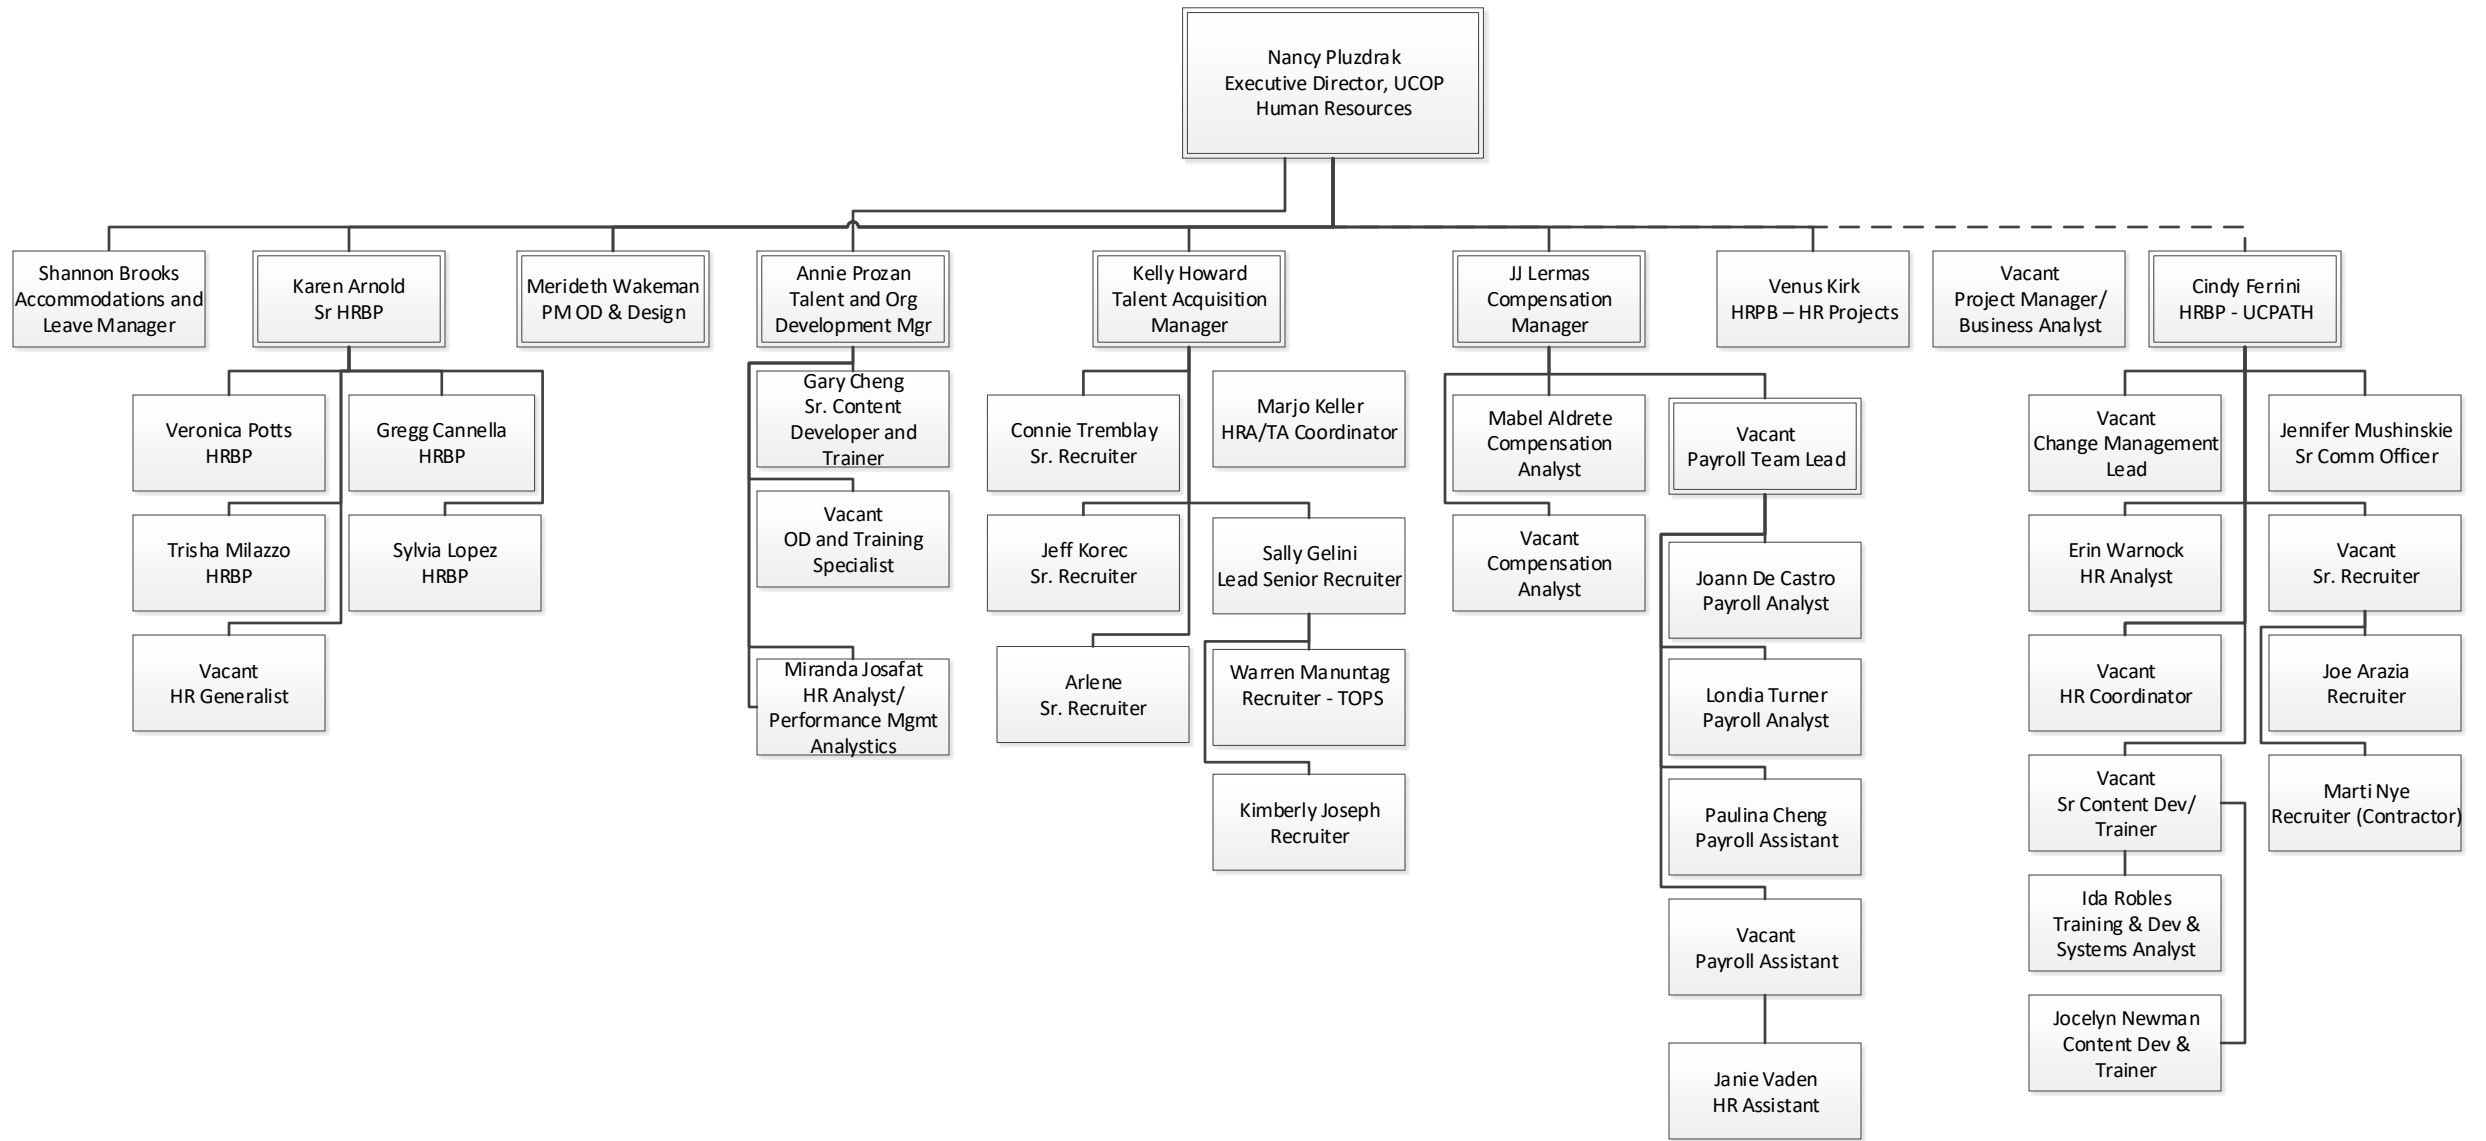 Nancy Pluzdrak
Executive Director, UCOP
Human Resources
Shannon Brooks
Accommodations and
Leave Manager
Karen Arnold
Sr HRBP
Merideth Wakeman
PM OD & Design
Annie Prozan
Talent and Org
Development Mgr
Kelly Howard
Talent Acquisition
Manager
JJ Lermas
Compensation
Manager
Venus Kirk
HRPB – HR Projects
Vacant
Project Manager/
Business Analyst
Cindy Ferrini
HRBP - UCPATH
Veronica Potts
HRBP
Gregg Cannella
HRBP
Trisha Milazzo
HRBP
Sylvia Lopez
HRBP
Vacant
HR Generalist
Gary Cheng
Sr. Content
Developer and
Trainer
Vacant
OD and Training
Specialist
Miranda Josafat
HR Analyst/
Performance Mgmt
Analystics
Connie Tremblay
Sr. Recruiter
Marjo Keller
HRA/TA Coordinator
Jeff Korec
Sr. Recruiter
Sally Gelini
Lead Senior Recruiter
Arlene
Sr. Recruiter
Warren Manuntag
Recruiter - TOPS
Kimberly Joseph
Recruiter
Mabel Aldrete
Compensation
Analyst
Vacant
Payroll Team Lead
Vacant
Compensation
Analyst
Joann De Castro
Payroll Analyst
Londia Turner
Payroll Analyst
Paulina Cheng
Payroll Assistant
Vacant
Payroll Assistant
Janie Vaden
HR Assistant
Vacant
Change Management
Lead
Jennifer Mushinskie
Sr Comm Officer
Erin Warnock
HR Analyst
Vacant
Sr. Recruiter
Vacant
HR Coordinator
Joe Arazia
Recruiter
Vacant
Sr Content Dev/
Trainer
Marti Nye
Recruiter (Contractor)
Ida Robles
Training & Dev &
Systems Analyst
Jocelyn Newman
Content Dev &
Trainer